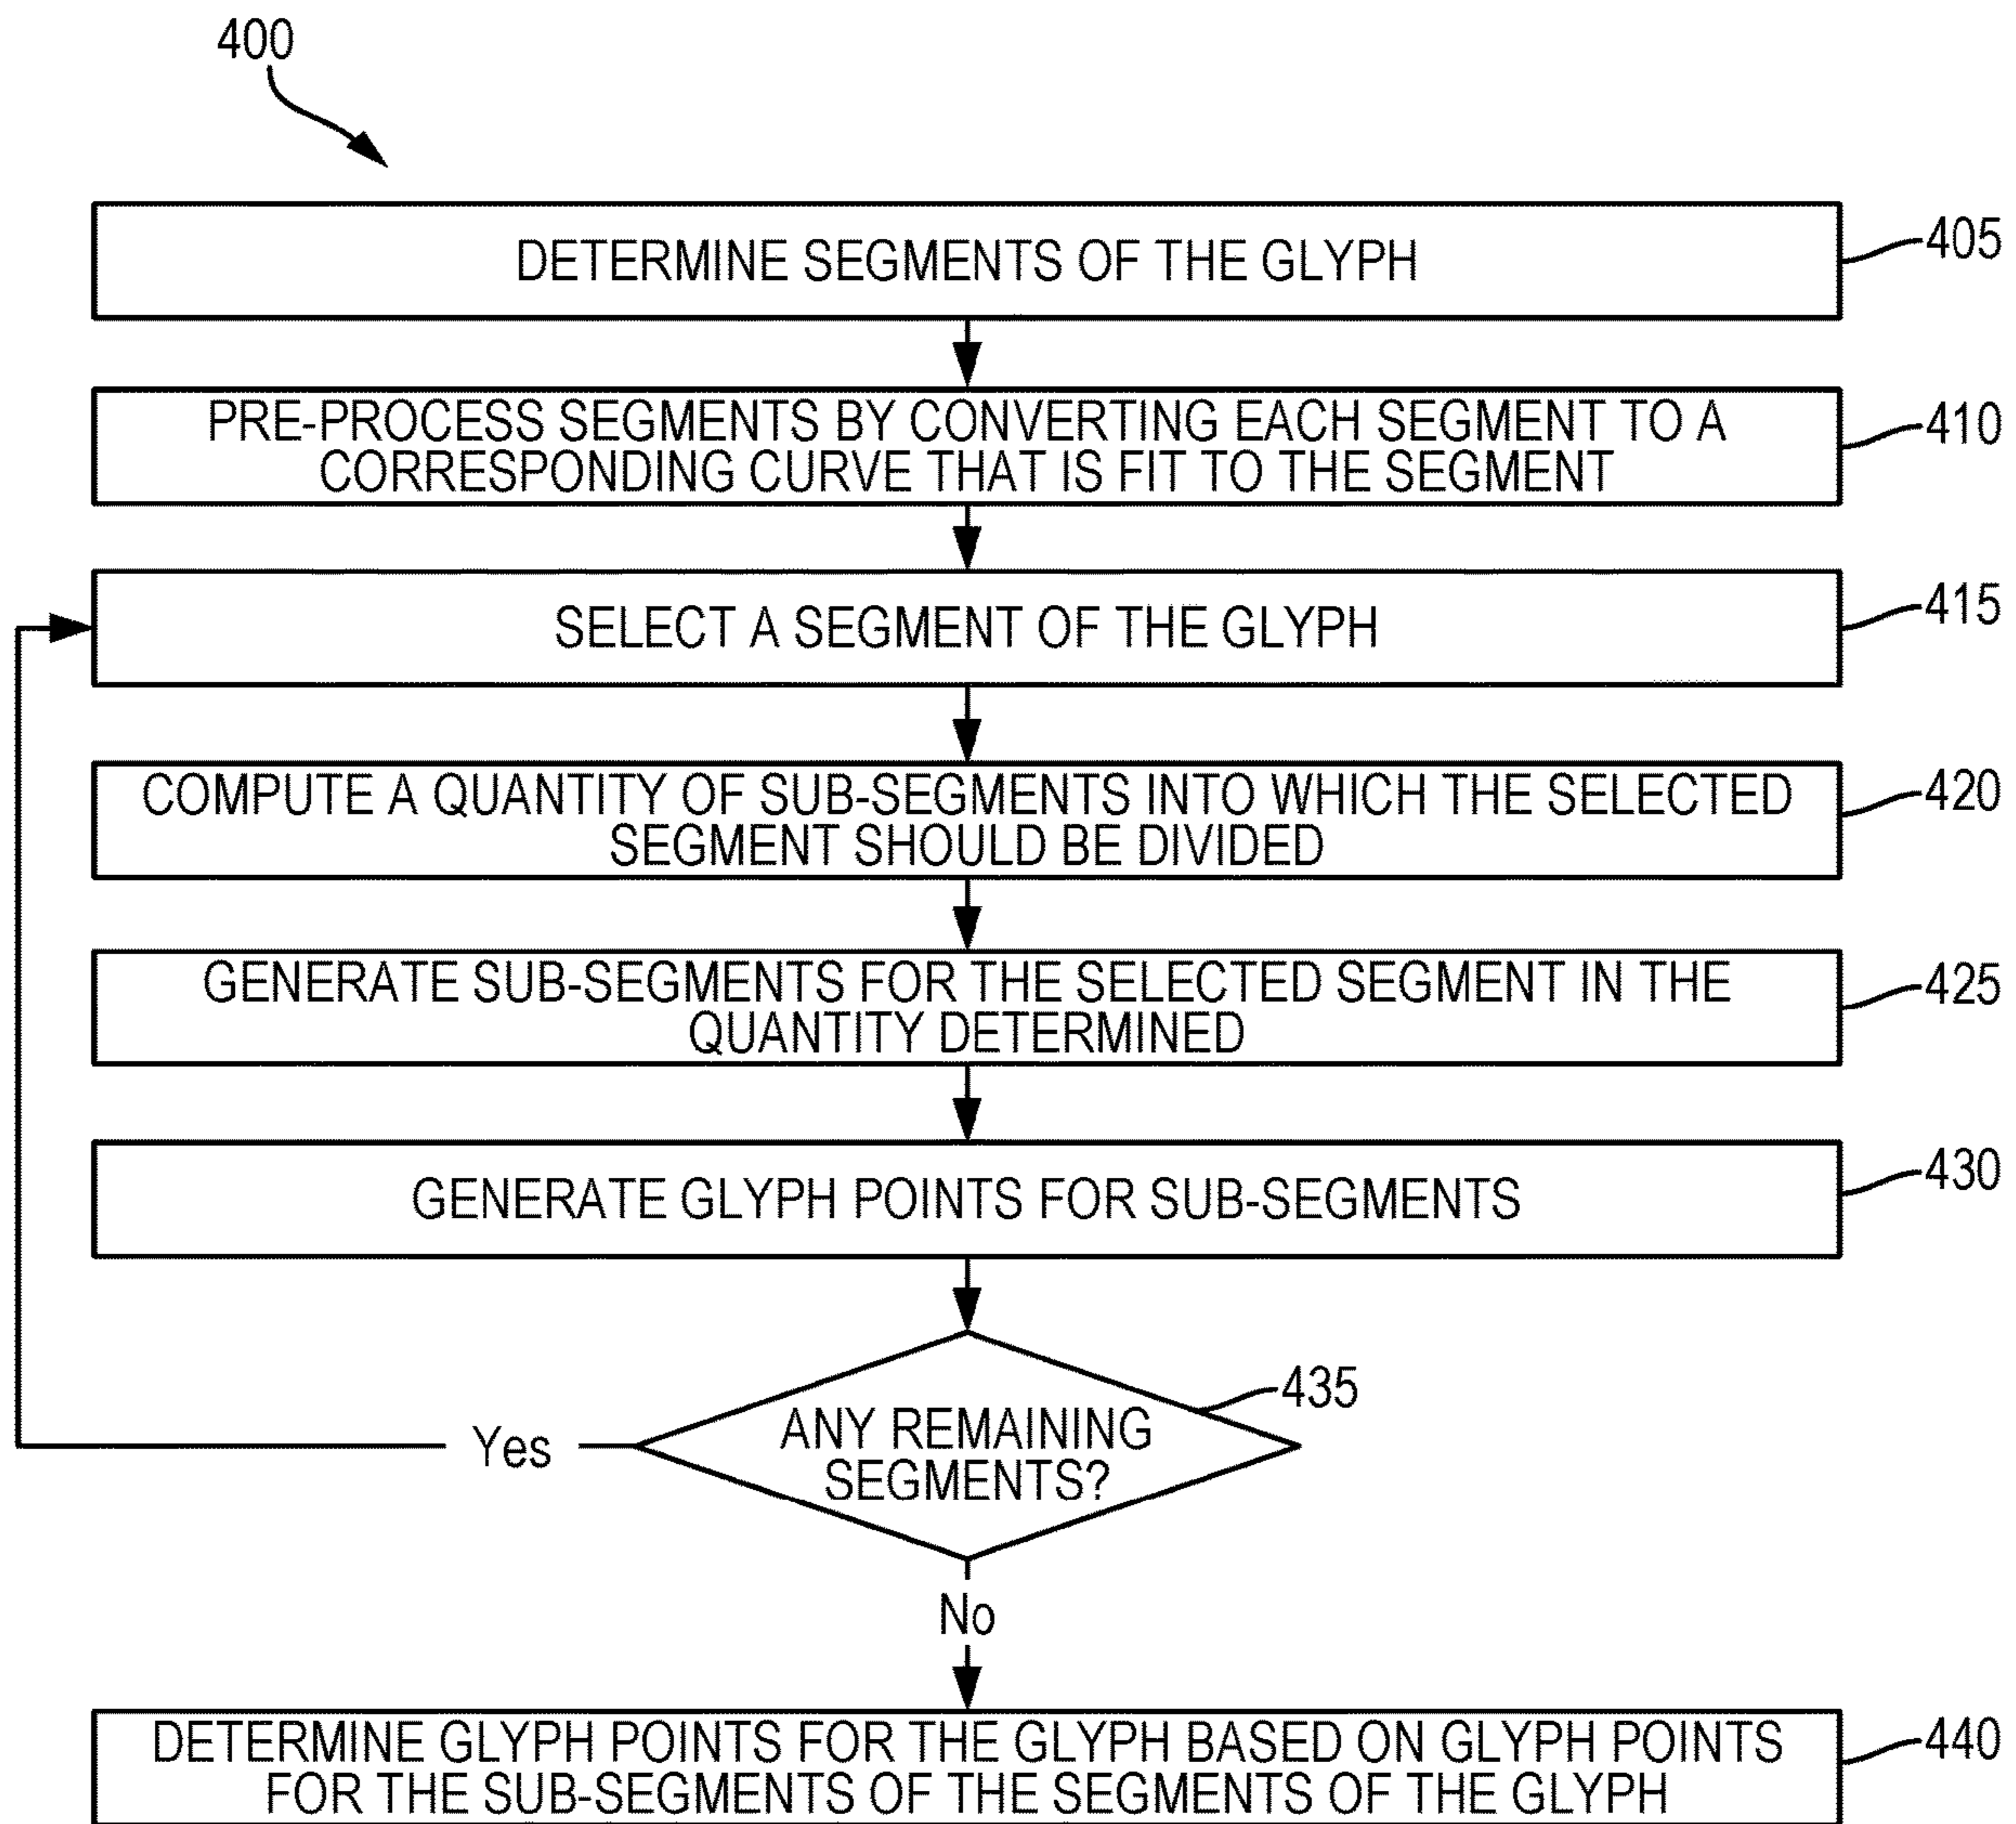 400
DETERMINE SEGMENTS OF THE GLYPH
405
PRE-PROCESS SEGMENTS BY CONVERTING EACH SEGMENT TO A
CORRESPONDING CURVE THAT IS FIT TO THE SEGMENT
410
SELECT A SEGMENT OF THE GLYPH
415
COMPUTE A QUANTITY OF SUB-SEGMENTS INTO WHICH THE SELECTED
SEGMENT SHOULD BE DIVIDED
420
GENERATE SUB-SEGMENTS FOR THE SELECTED SEGMENT IN THE
QUANTITY DETERMINED
425
GENERATE GLYPH POINTS FOR SUB-SEGMENTS
430
ANY REMAINING
SEGMENTS?
435
Yes
No
DETERMINE GLYPH POINTS FOR THE GLYPH BASED ON GLYPH POINTS
FOR THE SUB-SEGMENTS OF THE SEGMENTS OF THE GLYPH
440